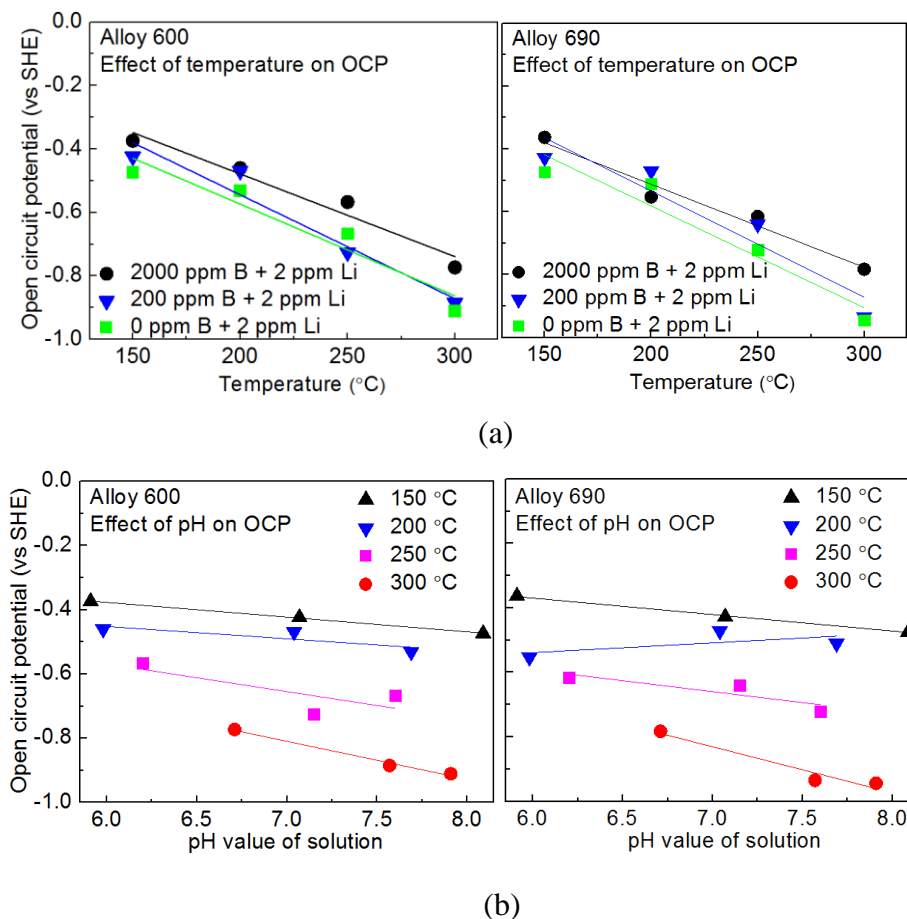 Alloy 600
Effect of temperature on OCP
Open circuit potential (vs SHE)
0.0
-0.2
-0.4
-0.6
-0.8
-1.0
2000 ppm B + 2 ppm Li
200 ppm B + 2 ppm Li
0 ppm B + 2 ppm Li
150 200 250 300
Temperature (°C)
Alloy 690
Effect of temperature on OCP
2000 ppm B + 2 ppm Li
200 ppm B + 2 ppm Li
0 ppm B + 2 ppm Li
150 200 250 300
Temperature (°C)
(a)
Alloy 600
Effect of pH on OCP
Open circuit potential (vs SHE)
0.0
-0.2
-0.4
-0.6
-0.8
-1.0
150 °C
200 °C
250 °C
300 °C
6.0 6.5 7.0 7.5 8.0
pH value of solution
Alloy 690
Effect of pH on OCP
150 °C
200 °C
250 °C
300 °C
6.0 6.5 7.0 7.5 8.0
pH value of solution
(b)